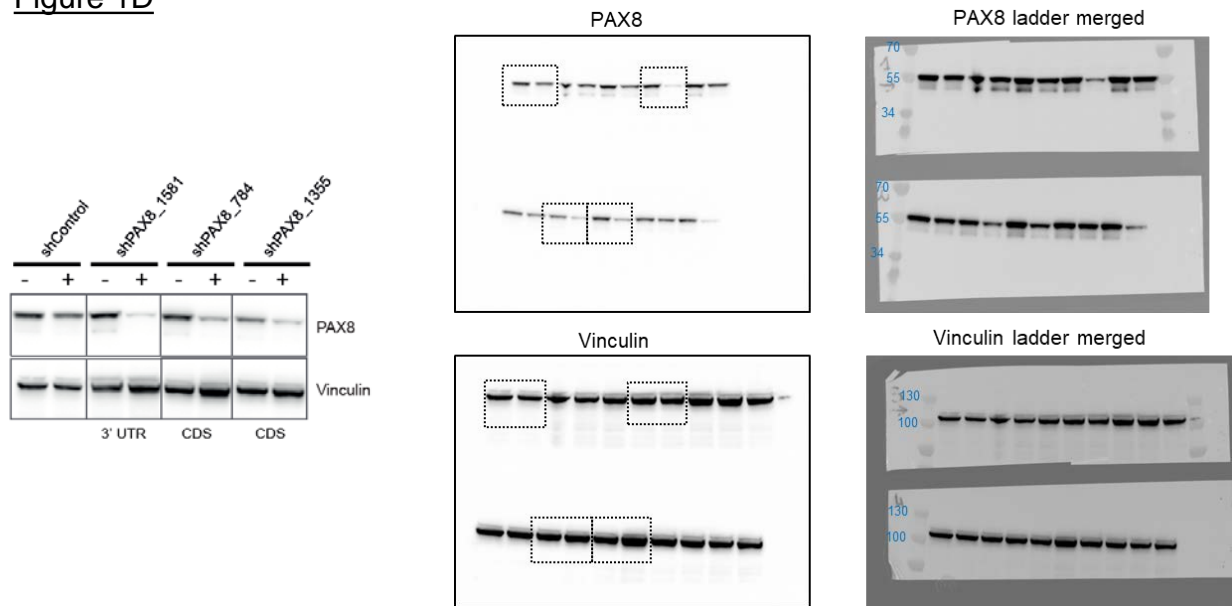 Figure 1D
shControl
shPAX8_1581
shPAX8_784
shPAX8_1355
- + - + - + - +
PAX8
Vinculin
3' UTR CDS CDS
PAX8
PAX8 ladder merged
70
55
34
70
55
34
Vinculin
Vinculin ladder merged
130
100
130
100